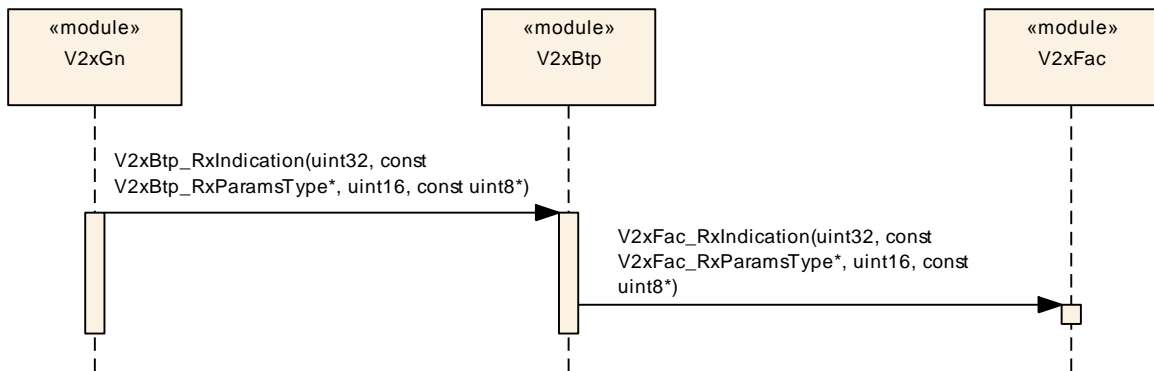 «module»
V2xGn
«module»
V2xBtp
«module»
V2xFac
V2xBtp_RxIndication(uint32, const
V2xBtp_RxParamsType*, uint16, const uint8*)
V2xFac_RxIndication(uint32, const
V2xFac_RxParamsType*, uint16, const
uint8*)